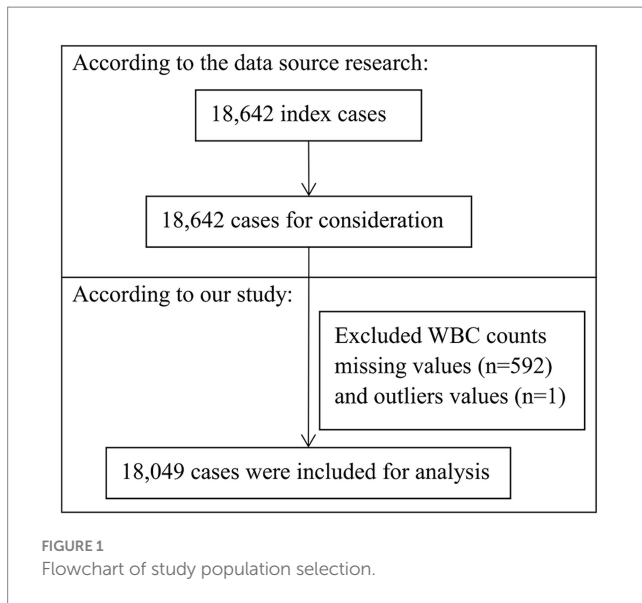 According to the data source research:
18,642 index cases
18,642 cases for consideration
According to our study:
Excluded WBC counts
missing values (n=592)
and outliers values (n=1)
18,049 cases were included for analysis
FIGURE 1
Flowchart of study population selection.